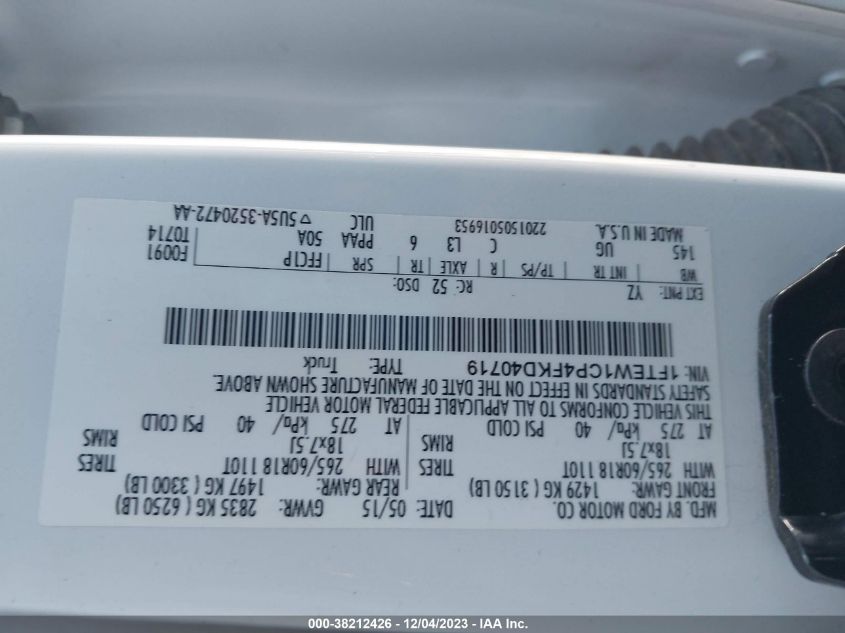 MFD. BY FORD MOTOR CO.
DATE: 05/15 GVWR: 2835 KG ( 6250 LB)
FRONT GAWR: 1429 KG ( 3150 LB) REAR GAWR: 1497 KG ( 3300 LB)
WITH 265/60R18 110T TIRES WITH 265/60R18 110T TIRES
18x7.5J RIMS 18x7.5J RIMS
AT 275 kPa/ 40 PSI COLD AT 275 kPa/ 40 PSI COLD
THIS VEHICLE CONFORMS TO ALL APPLICABLE FEDERAL MOTOR VEHICLE
SAFETY STANDARDS IN EFFECT ON THE DATE OF MANUFACTURE SHOWN ABOVE.
VIN: 1FTEW1CP4FKD40719 TYPE: Truck
EXT PNT: YZ RC: 52 DSO:
WB INT TR TP/PS R AXLE TR SPR FFC1P F0091
145 UG C L3 6 PPAA 50A T0714
MADE IN U.S.A. 2201505016953 ULC ▽ 5U5A-3520472-AA
000-38212426 - 12/04/2023 - IAA Inc.